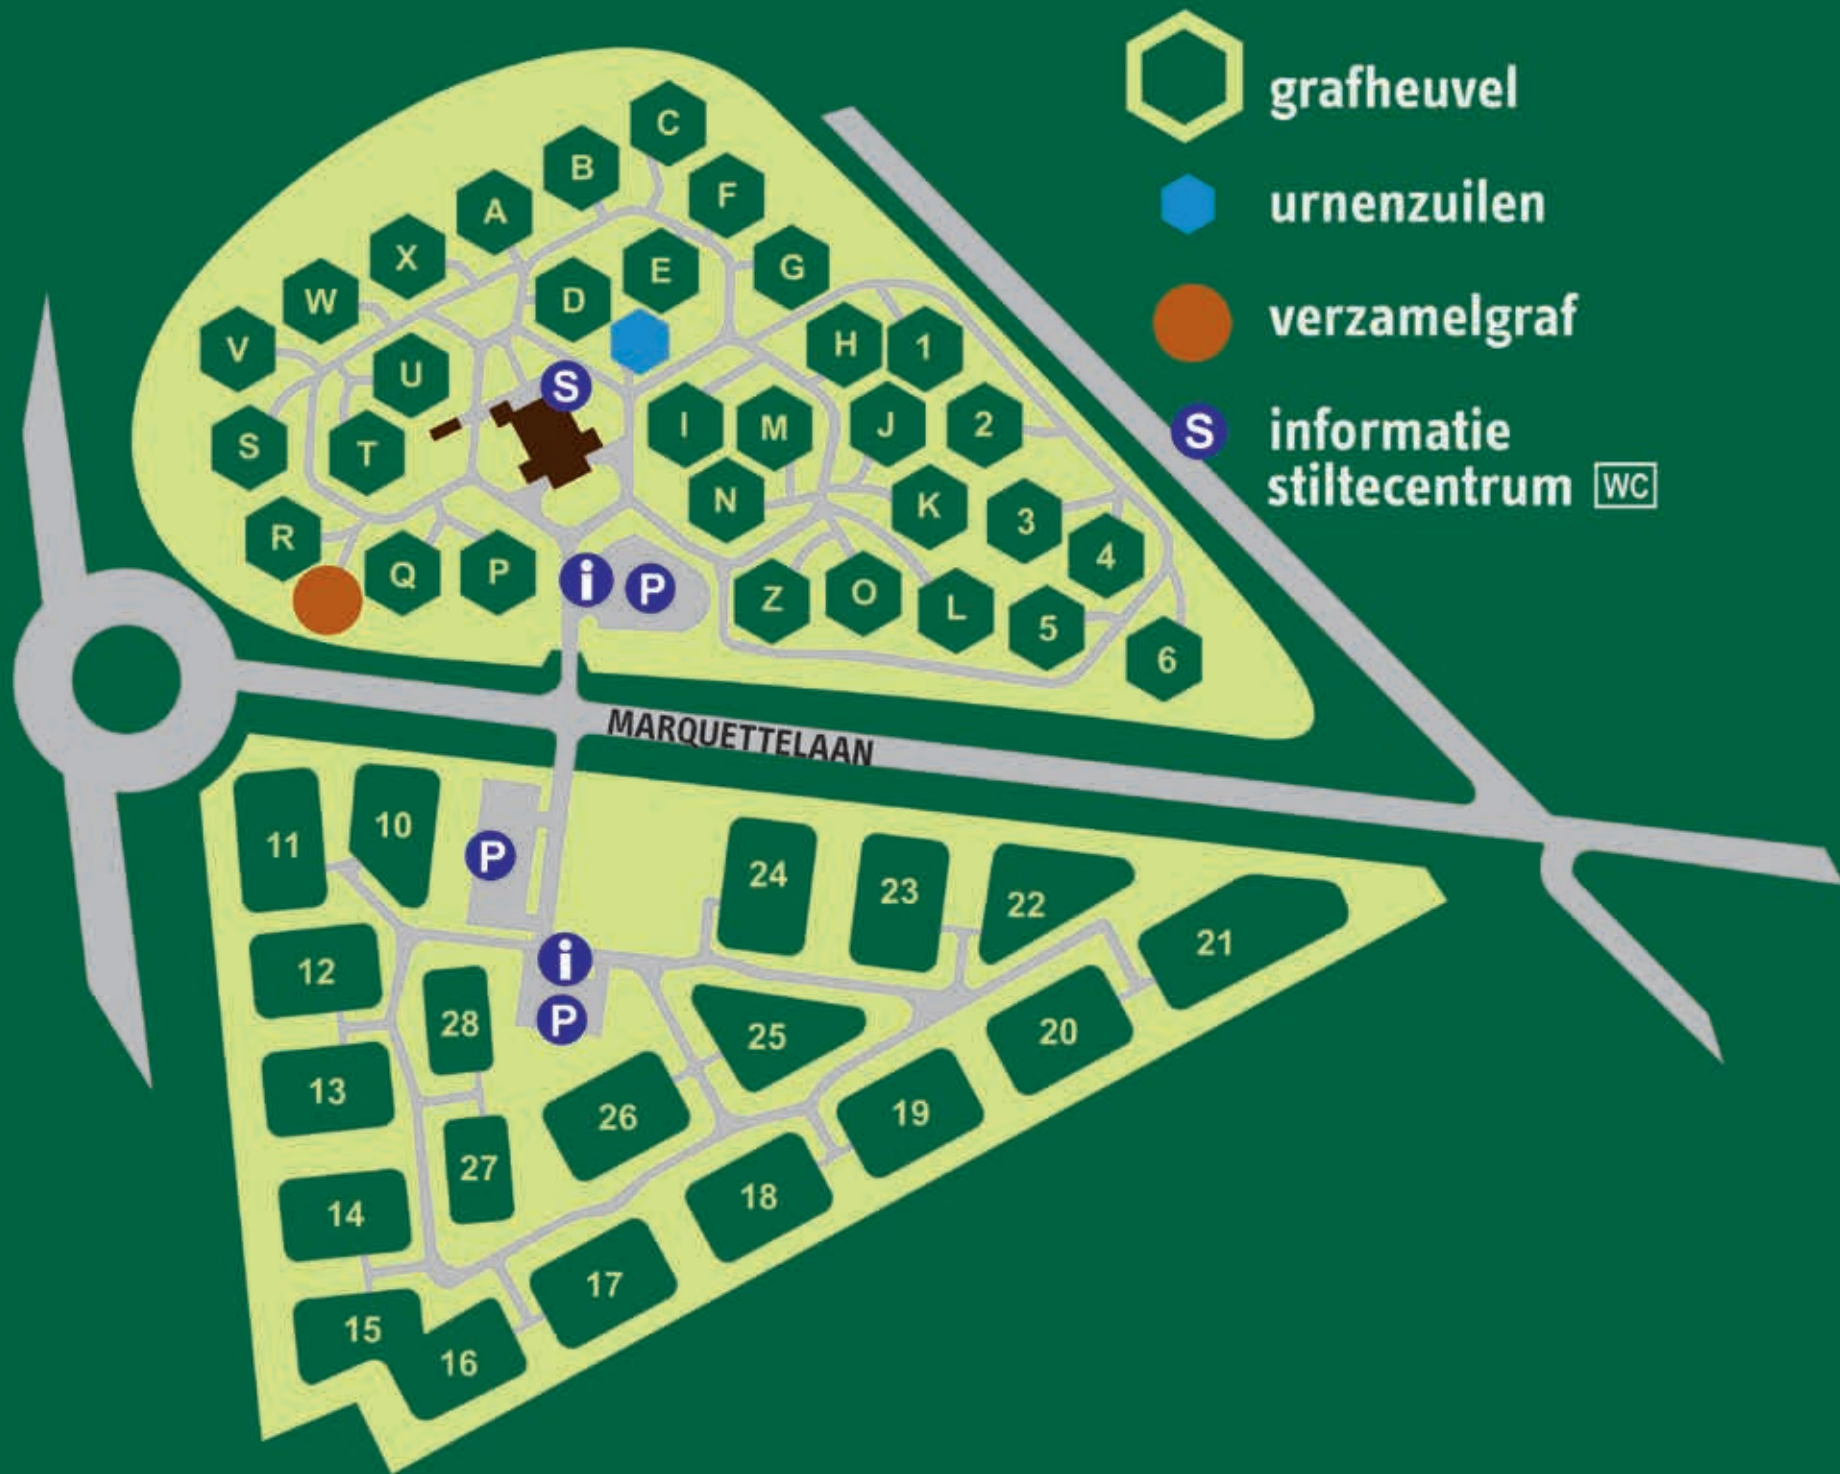 grafheuvel
urnenzuilen
verzamelgraf
S informatie
stiltecentrum WC
C
B
F
A
X
E
G
W
D
V
H
1
U
S
I
M
J
2
S
T
N
K
3
R
4
Q
P
i
P
Z
O
L
5
6
MARQUETTELAAN
11
10
P
24
23
22
21
12
i
28
P
25
20
13
26
19
27
14
18
17
15
16